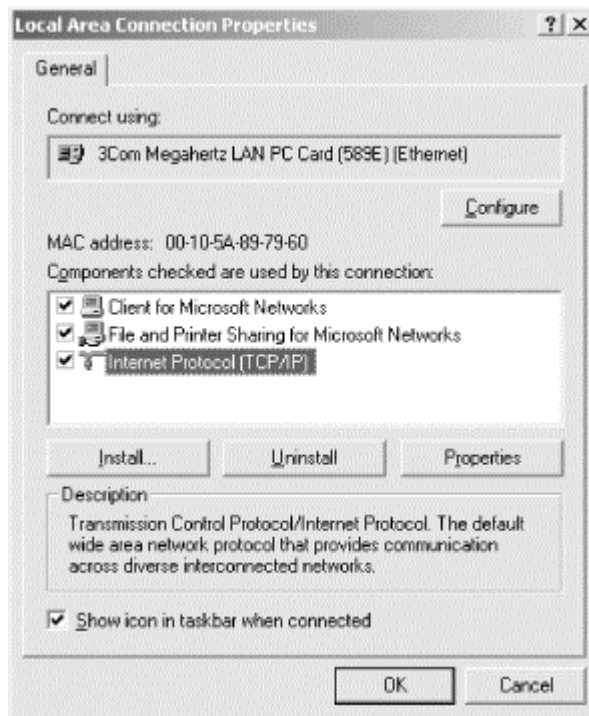 Local Area Connection Properties
General
Connect using:
3Com Megahertz LAN PC Card (589E) (Ethernet)
Configure
MAC address: 00-10-5A-89-79-60
Components checked are used by this connection:
Client for Microsoft Networks
File and Printer Sharing for Microsoft Networks
Internet Protocol (TCP/IP)
Install...
Uninstall
Properties
Description
Transmission Control Protocol/Internet Protocol. The default
wide area network protocol that provides communication
across diverse interconnected networks.
Show icon in taskbar when connected
OK
Cancel